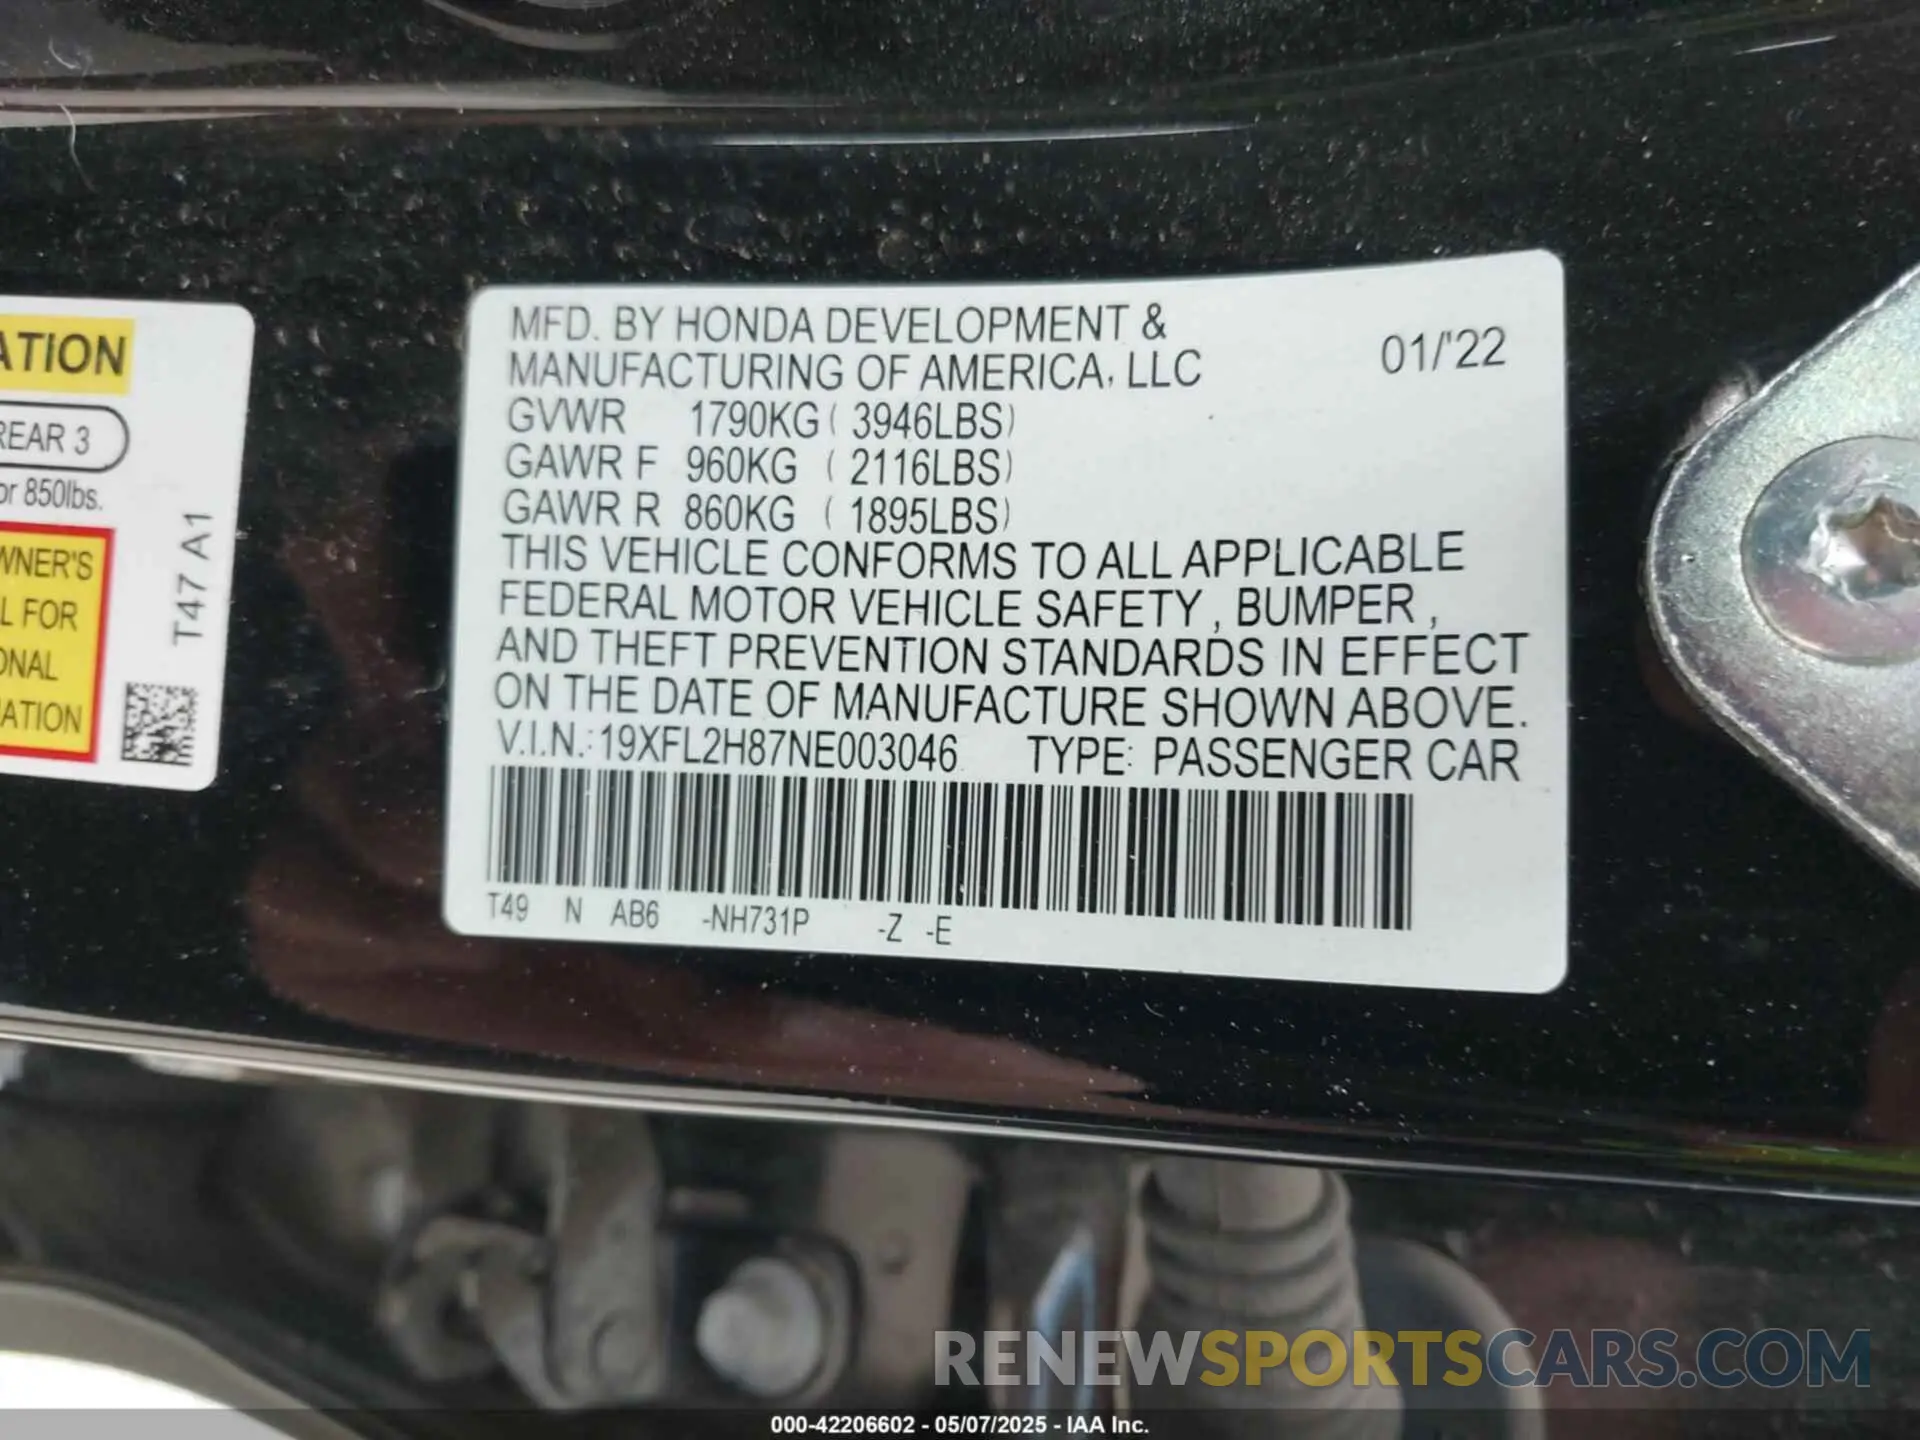 ATION
REAR 3
or 850lbs.
WNER'S
L FOR
ONAL
ATION
T47 A1
MFD. BY HONDA DEVELOPMENT &
MANUFACTURING OF AMERICA, LLC 01/'22
GVWR 1790KG ( 3946LBS)
GAWR F 960KG ( 2116LBS)
GAWR R 860KG ( 1895LBS)
THIS VEHICLE CONFORMS TO ALL APPLICABLE
FEDERAL MOTOR VEHICLE SAFETY , BUMPER ,
AND THEFT PREVENTION STANDARDS IN EFFECT
ON THE DATE OF MANUFACTURE SHOWN ABOVE.
V.I.N.: 19XFL2H87NE003046 TYPE: PASSENGER CAR
T49 N AB6 -NH731P -Z -E
RENEWSPORTSCARS.COM
000-42206602 - 05/07/2025 - IAA Inc.